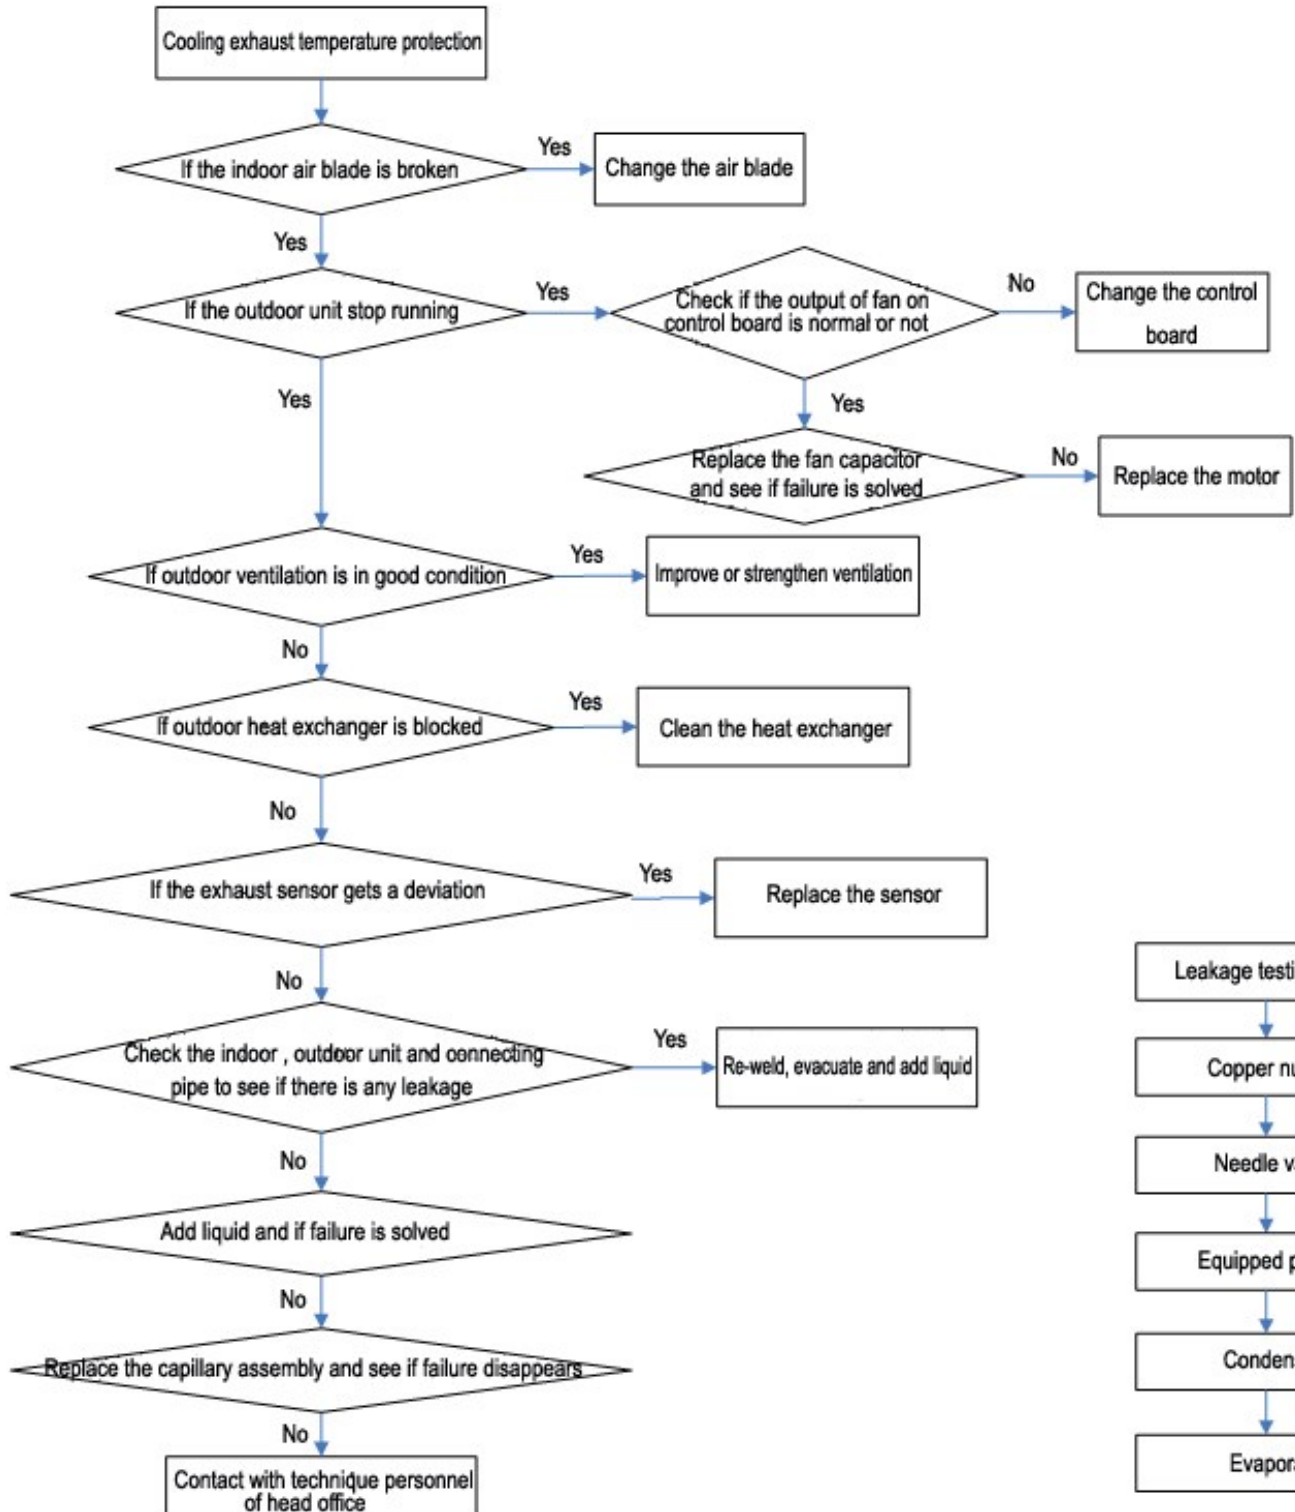 Cooling exhaust temperature protection
If the indoor air blade is broken
Yes
Change the air blade
Yes
If the outdoor unit stop running
Yes
Check if the output of fan on
control board is normal or not
No
Change the control
board
Yes
Yes
Replace the fan capacitor
and see if failure is solved
No
Replace the motor
If outdoor ventilation is in good condition
Yes
Improve or strengthen ventilation
No
If outdoor heat exchanger is blocked
Yes
Clean the heat exchanger
No
If the exhaust sensor gets a deviation
Yes
Replace the sensor
No
Check the indoor , outdoor unit and connecting
pipe to see if there is any leakage
Yes
Re-weld, evacuate and add liquid
No
Add liquid and if failure is solved
No
Replace the capillary assembly and see if failure disappears
No
Contact with technique personnel
of head office
Leakage
Copper
Needle
Equipped